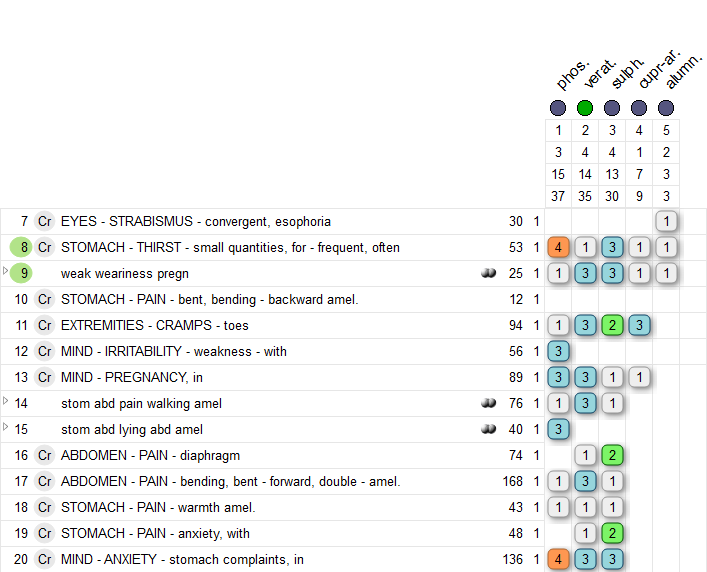 phos. verat. sulph. cupr-ar. alumn.
1 2 3 4 5
3 4 4 1 2
15 14 13 7 3
37 35 30 9 3
7 Cr EYES - STRABISMUS - convergent, esophoria 30 1 1
8 Cr STOMACH - THIRST - small quantities, for - frequent, often 53 1 4 1 3 1 1
9 weak weariness pregn 25 1 1 3 3 1 1
10 Cr STOMACH - PAIN - bent, bending - backward amel. 12 1
11 Cr EXTREMITIES - CRAMPS - toes 94 1 1 3 2 3
12 Cr MIND - IRRITABILITY - weakness - with 56 1 3
13 Cr MIND - PREGNANCY, in 89 1 3 3 1 1
14 stom abd pain walking amel 76 1 1 3 1
15 stom abd lying abd amel 40 1 3
16 Cr ABDOMEN - PAIN - diaphragm 74 1 1 2
17 Cr ABDOMEN - PAIN - bending, bent - forward, double - amel. 168 1 1 3 1
18 Cr STOMACH - PAIN - warmth amel. 43 1 1 1 1
19 Cr STOMACH - PAIN - anxiety, with 48 1 1 2
20 Cr MIND - ANXIETY - stomach complaints, in 136 1 4 3 3